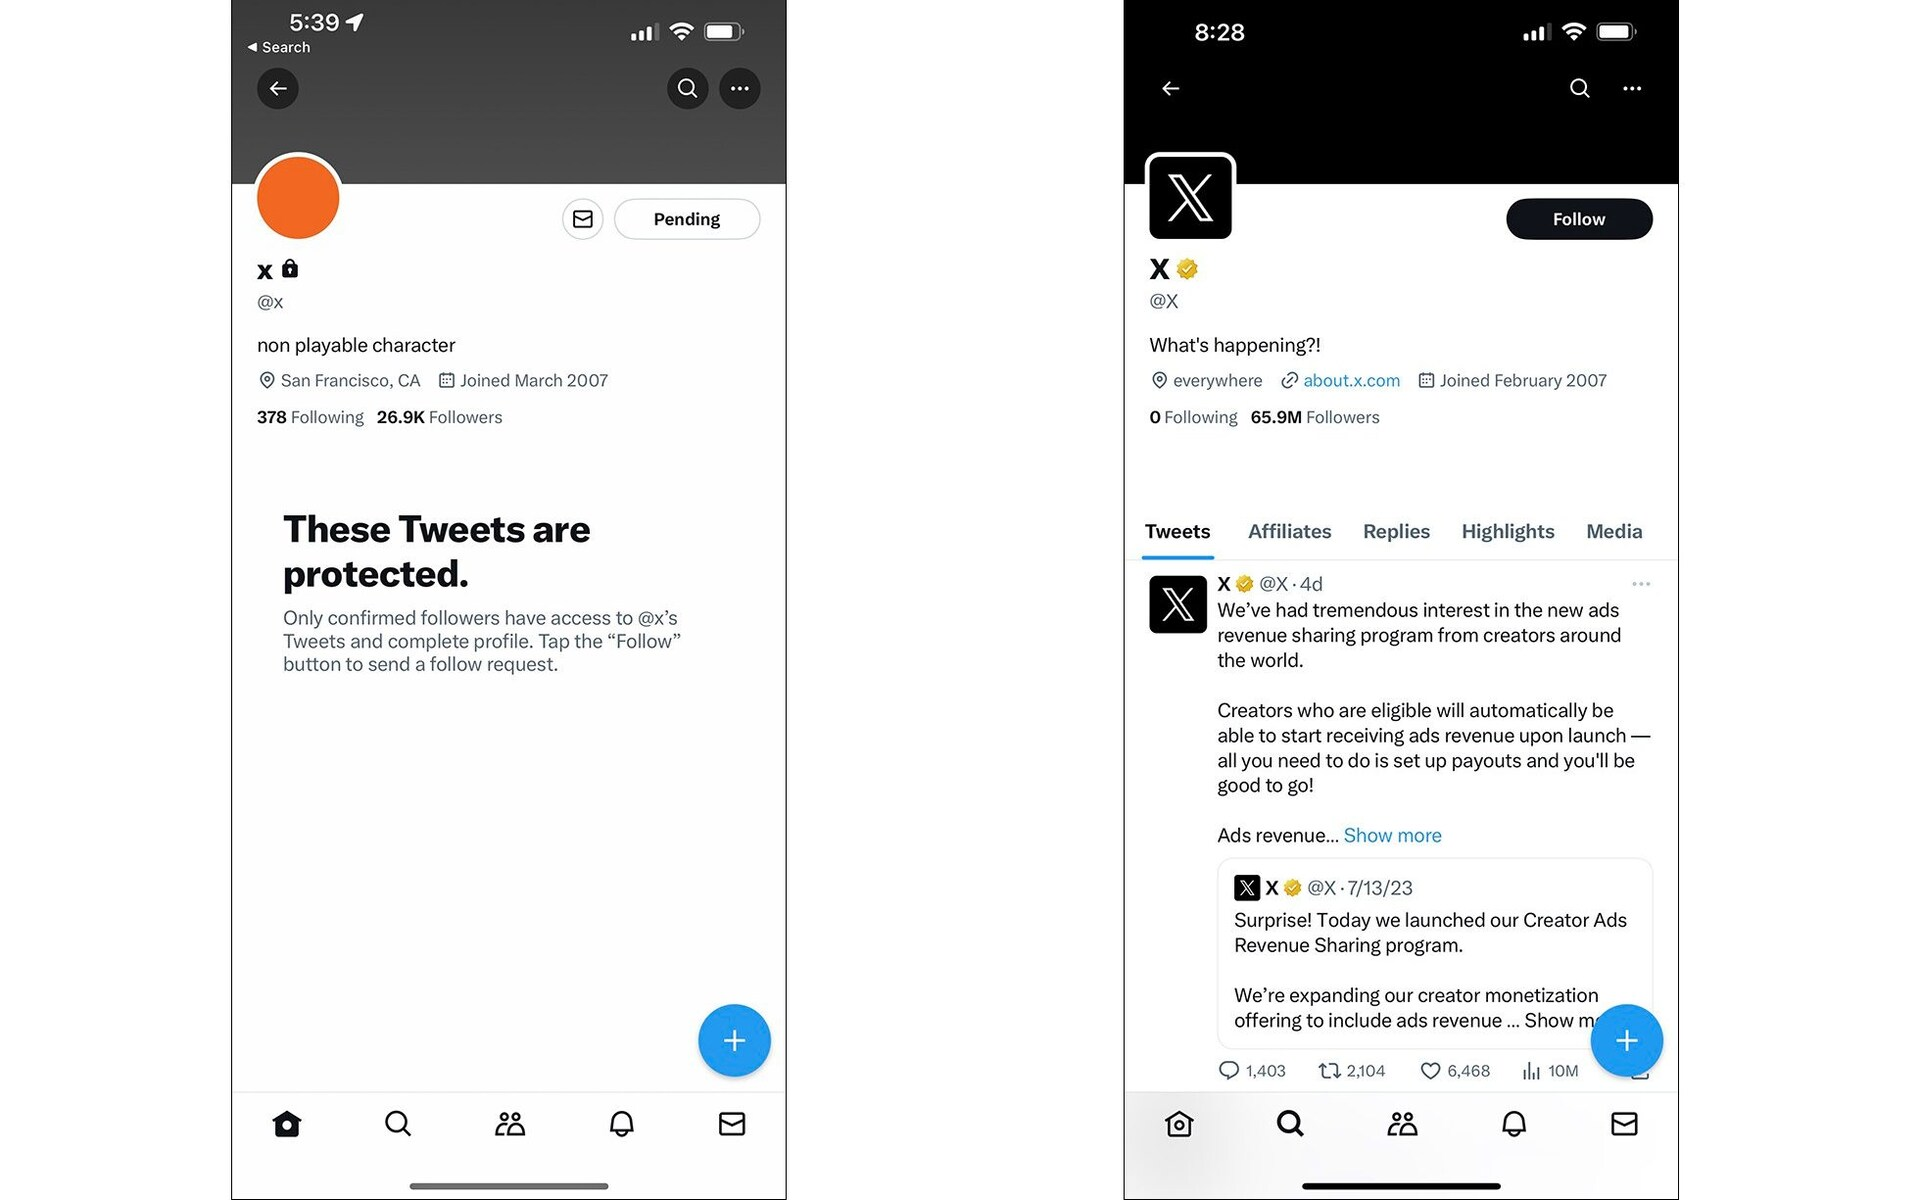 5:39
Search
Pending
x
@x
non playable character
San Francisco, CA Joined March 2007
378 Following 26.9K Followers
These Tweets are
protected.
Only confirmed followers have access to @x's
Tweets and complete profile. Tap the “Follow”
button to send a follow request.
8:28
X
Follow
X
@X
What's happening?!
everywhere about.x.com Joined February 2007
0 Following 65.9M Followers
Tweets Affiliates Replies Highlights Media
X
X @X · 4d
We’ve had tremendous interest in the new ads
revenue sharing program from creators around
the world.
Creators who are eligible will automatically be
able to start receiving ads revenue upon launch —
all you need to do is set up payouts and you'll be
good to go!
Ads revenue... Show more
X X @X · 7/13/23
Surprise! Today we launched our Creator Ads
Revenue Sharing program.
We’re expanding our creator monetization
offering to include ads revenue ... Show
1,403 2,104 6,468 10M